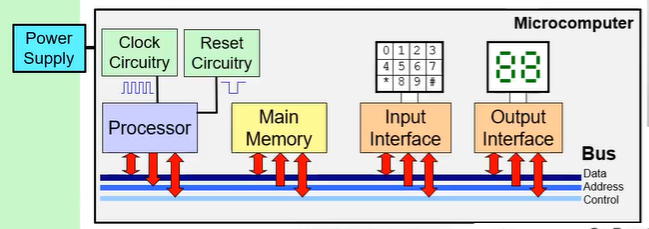 Microcomputer
Power
Supply
Clock
Circuitry
Reset
Circuitry
0 1 2 3
4 5 6 7
* 8 9 #
88
Processor
Main
Memory
Input
Interface
Output
Interface
Bus
Data
Address
Control